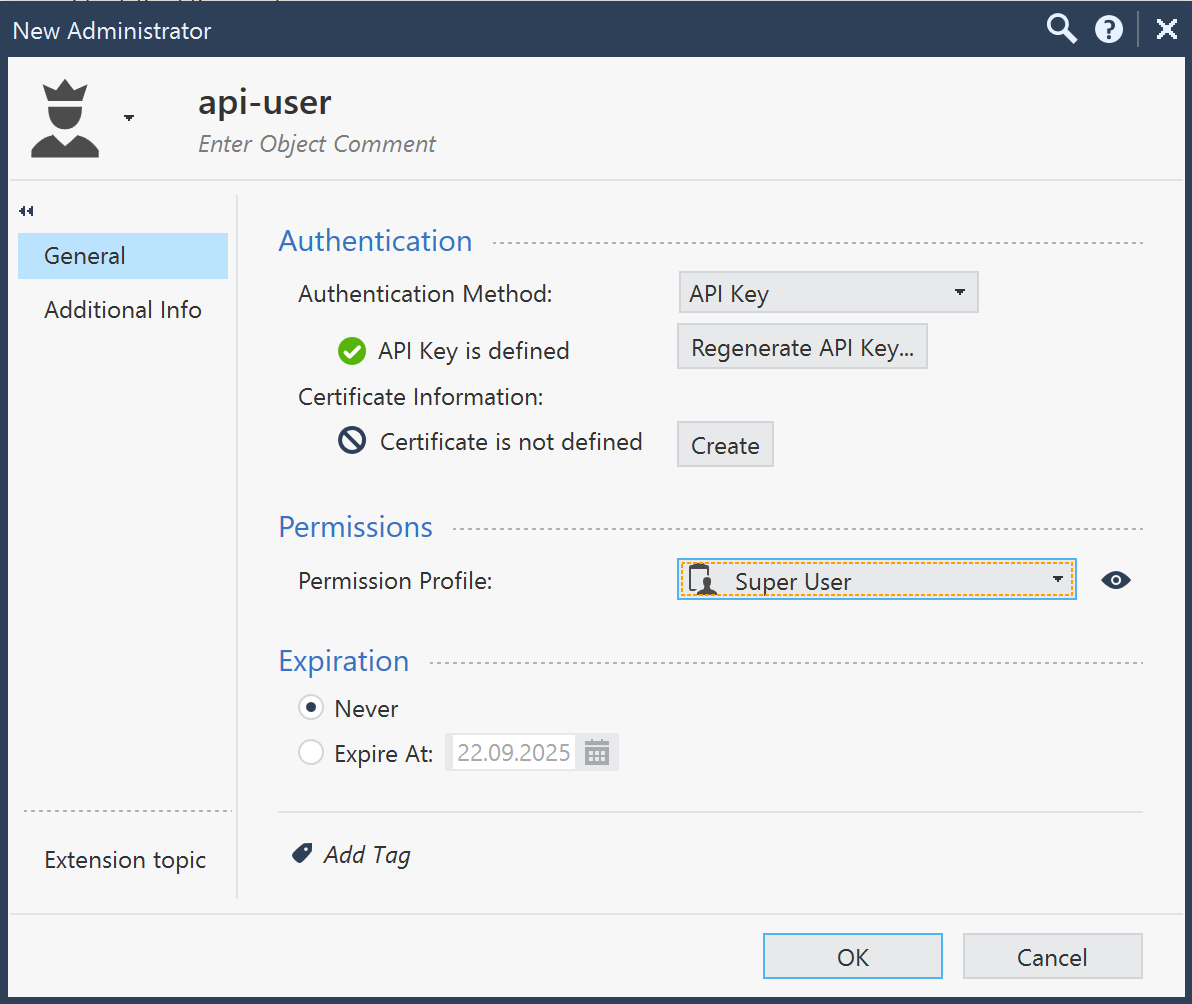 New Administrator
api-user
Enter Object Comment
General
Additional Info
Extension topic
Authentication
Authentication Method: API Key
API Key is defined Regenerate API Key...
Certificate Information:
Certificate is not defined Create
Permissions
Permission Profile: Super User
Expiration
Never
Expire At: 22.09.2025
Add Tag
OK Cancel